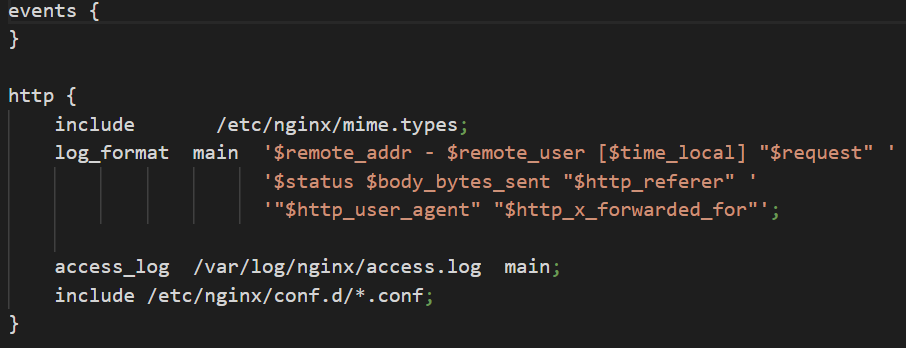 events {
}
http {
include /etc/nginx/mime.types;
log_format main '$remote_addr - $remote_user [$time_local] "$request" '
'$status $body_bytes_sent "$http_referer" '
'"$http_user_agent" "$http_x_forwarded_for"';
access_log /var/log/nginx/access.log main;
include /etc/nginx/conf.d/*.conf;
}